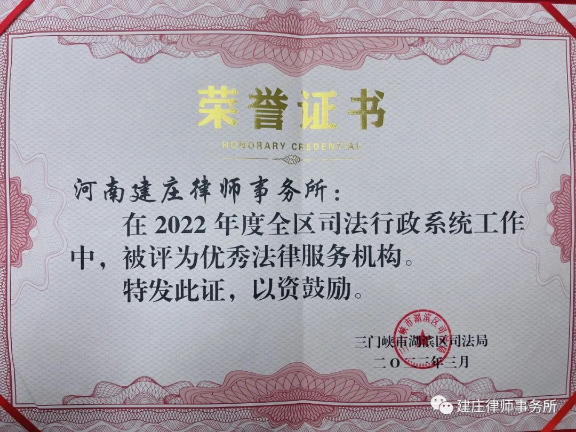 荣誉证书
HONORARY CREDENTIAL
河南建庄律师事务所：
在2022年度全区司法行政系统工作
中，被评为优秀法律服务机构。
特发此证，以资鼓励。
三门峡市湖滨区司法局
二〇二三年三月
建庄律师事务所